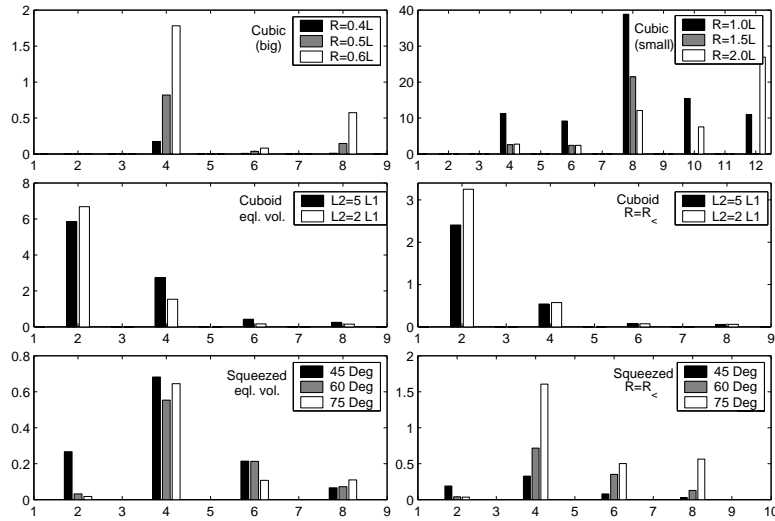 2
1.5
1
0.5
0
1 2 3 4 5 6 7 8 9
Cubic
(big)
R=0.4L
R=0.5L
R=0.6L
40
30
20
10
0
1 2 3 4 5 6 7 8 9 10 11 12
Cubic
(small)
R=1.0L
R=1.5L
R=2.0L
8
6
4
2
0
1 2 3 4 5 6 7 8 9
Cuboid
eql. vol.
L2=5 L1
L2=2 L1
3
2
1
0
1 2 3 4 5 6 7 8 9
Cuboid
R=R<
L2=5 L1
L2=2 L1
0.8
0.6
0.4
0.2
0
1 2 3 4 5 6 7 8 9
Squeezed
eql. vol.
45 Deg
60 Deg
75 Deg
2
1.5
1
0.5
0
1 2 3 4 5 6 7 8 9 10
Squeezed
R=R<
45 Deg
60 Deg
75 Deg